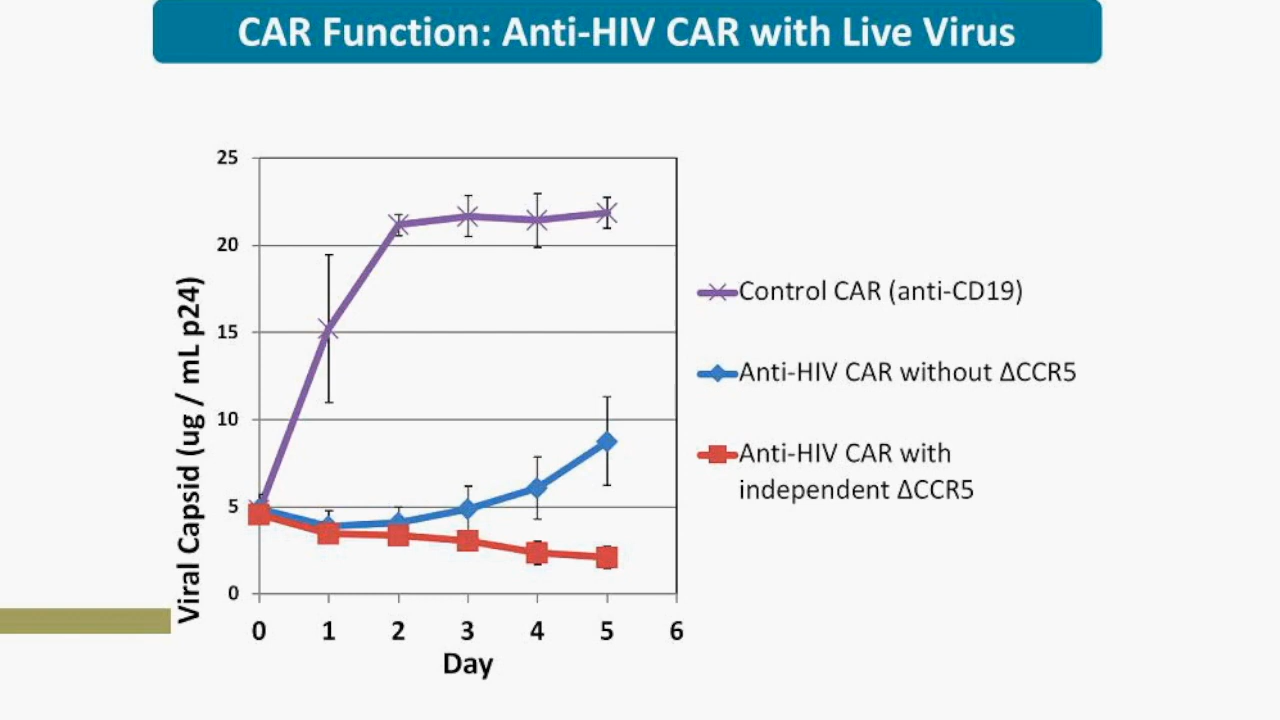 CAR Function: Anti-HIV CAR with Live Virus
25
20
15
10
5
0
Viral Capsid (ug / mL p24)
0 1 2 3 4 5 6
Day
Control CAR (anti-CD19)
Anti-HIV CAR without ΔCCR5
Anti-HIV CAR with
independent ΔCCR5